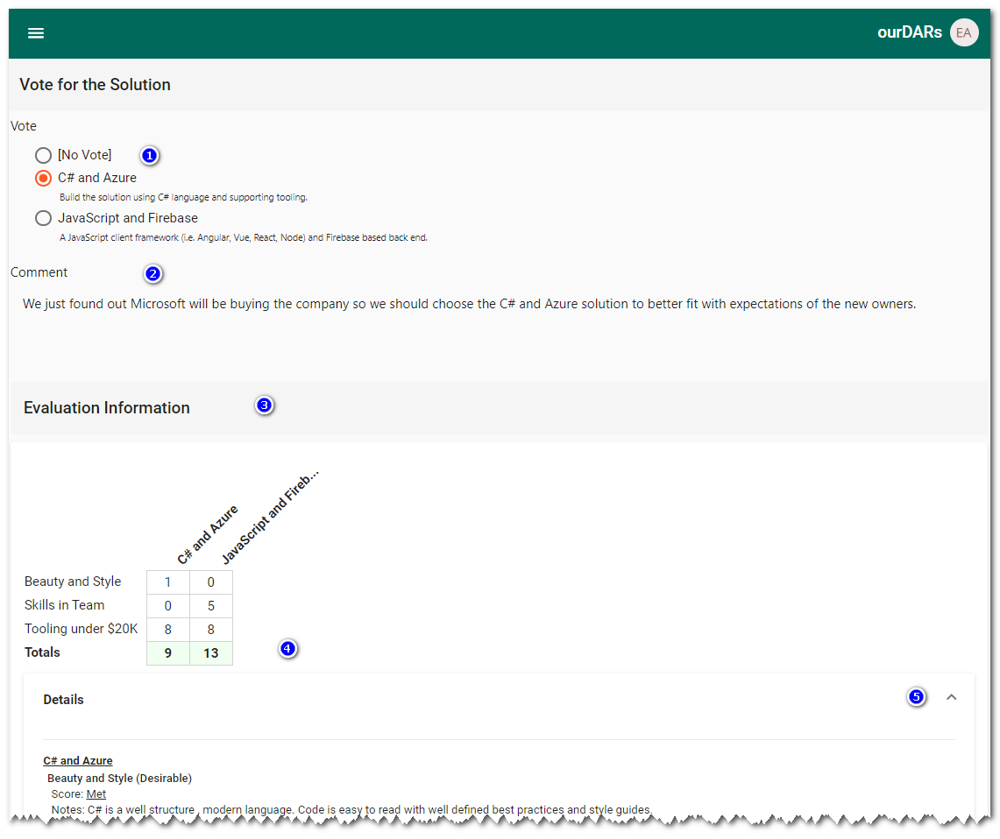 ourDARs EA
Vote for the Solution
Vote
[No Vote] 1
C# and Azure
Build the solution using C# language and supporting tooling.
JavaScript and Firebase
A JavaScript client framework (i.e. Angular, Vue, React, Node) and Firebase based back end.
Comment 2
We just found out Microsoft will be buying the company so we should choose the C# and Azure solution to better fit with expectations of the new owners.
Evaluation Information 3
C# and Azure
JavaScript and Fireb...
Beauty and Style 1 0
Skills in Team 0 5
Tooling under $20K 8 8
Totals 9 13 4
Details 5
C# and Azure
Beauty and Style (Desirable)
Score: Met
Notes: C# is a well structure , modern language. Code is easy to read with well defined best practices and style guides.